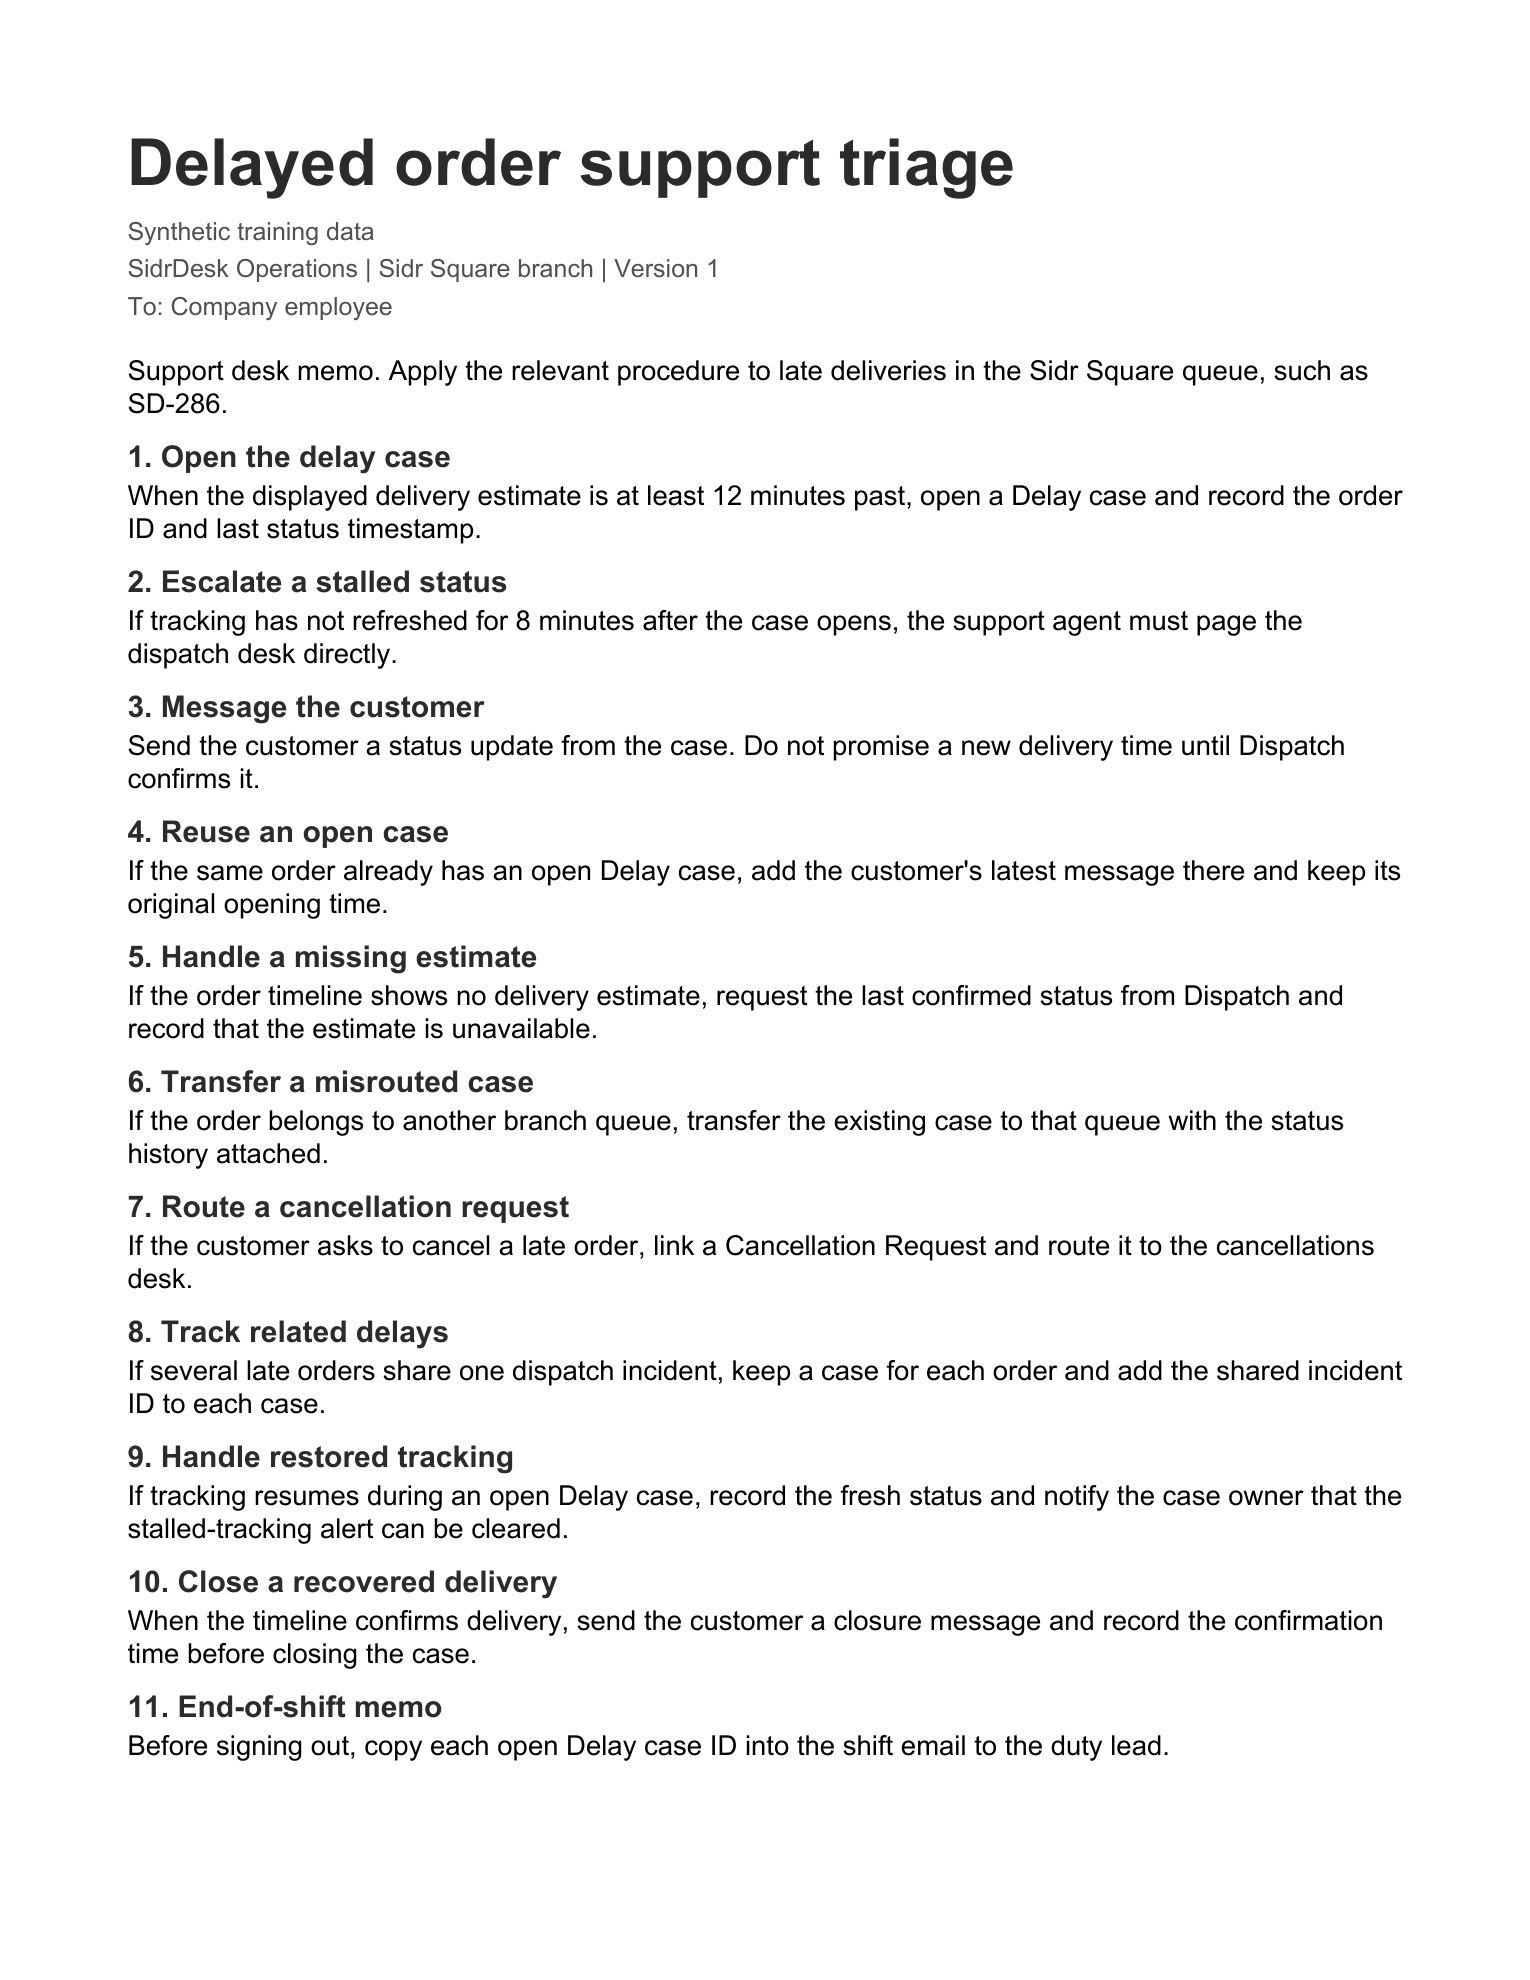 Delayed order support triage
Synthetic training data
SidrDesk Operations | Sidr Square branch | Version 1
To: Company employee
Support desk memo. Apply the relevant procedure to late deliveries in the Sidr Square queue, such as
SD-286.
1. Open the delay case
When the displayed delivery estimate is at least 12 minutes past, open a Delay case and record the order
ID and last status timestamp.
2. Escalate a stalled status
If tracking has not refreshed for 8 minutes after the case opens, the support agent must page the
dispatch desk directly.
3. Message the customer
Send the customer a status update from the case. Do not promise a new delivery time until Dispatch
confirms it.
4. Reuse an open case
If the same order already has an open Delay case, add the customer's latest message there and keep its
original opening time.
5. Handle a missing estimate
If the order timeline shows no delivery estimate, request the last confirmed status from Dispatch and
record that the estimate is unavailable.
6. Transfer a misrouted case
If the order belongs to another branch queue, transfer the existing case to that queue with the status
history attached.
7. Route a cancellation request
If the customer asks to cancel a late order, link a Cancellation Request and route it to the cancellations
desk.
8. Track related delays
If several late orders share one dispatch incident, keep a case for each order and add the shared incident
ID to each case.
9. Handle restored tracking
If tracking resumes during an open Delay case, record the fresh status and notify the case owner that the
stalled-tracking alert can be cleared.
10. Close a recovered delivery
When the timeline confirms delivery, send the customer a closure message and record the confirmation
time before closing the case.
11. End-of-shift memo
Before signing out, copy each open Delay case ID into the shift email to the duty lead.